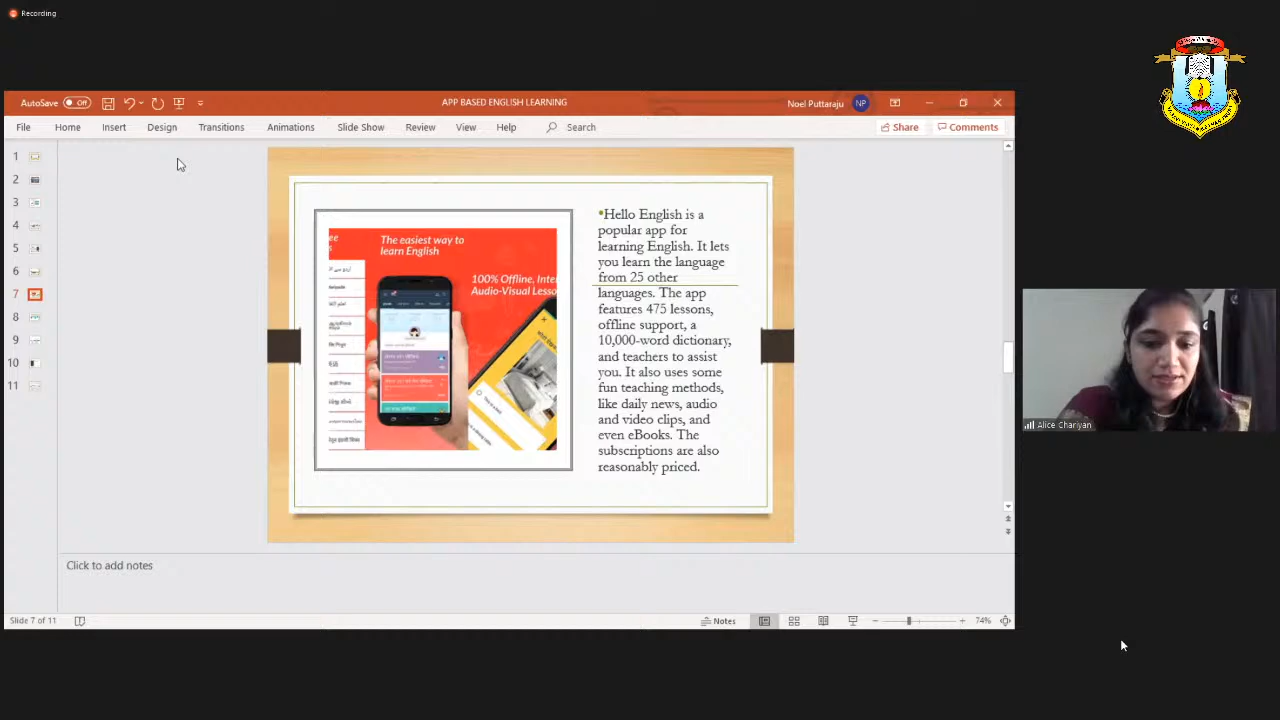 Recording
AutoSave Off
APP BASED ENGLISH LEARNING
Noel Puttaraju NP
File Home Insert Design Transitions Animations Slide Show Review View Help Search Share Comments
1
2
3
4
5
6
7
8
9
10
11
The easiest way to
learn English
100% Offline, Inter
Audio-Visual Lesso
•Hello English is a
popular app for
learning English. It lets
you learn the language
from 25 other
languages. The app
features 475 lessons,
offline support, a
10,000-word dictionary,
and teachers to assist
you. It also uses some
fun teaching methods,
like daily news, audio
and video clips, and
even eBooks. The
subscriptions are also
reasonably priced.
Alice Chariyan
Click to add notes
Slide 7 of 11
Notes
74%